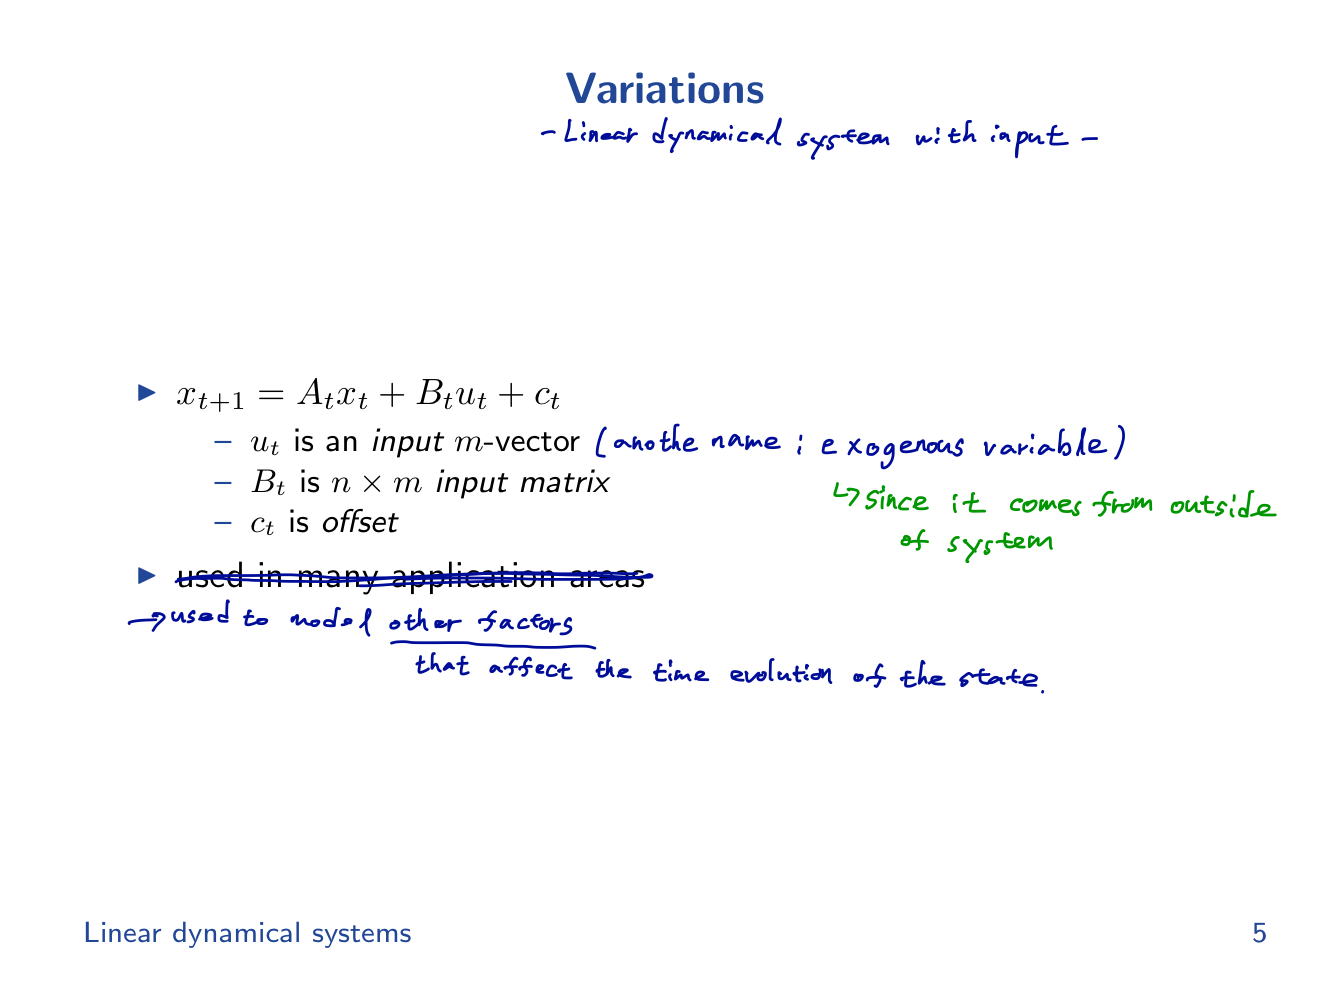 Variations
- Linear dynamical system with input -
▶ x_{t+1} = A_t x_t + B_t u_t + c_t
– u_t is an input m-vector (anothe name : exogenous variable)
– B_t is n × m input matrix
↳ since it comes from outside
– c_t is offset
of system
▶ used in many application areas
→ used to model other factors
that affect the time evolution of the state.
Linear dynamical systems 5